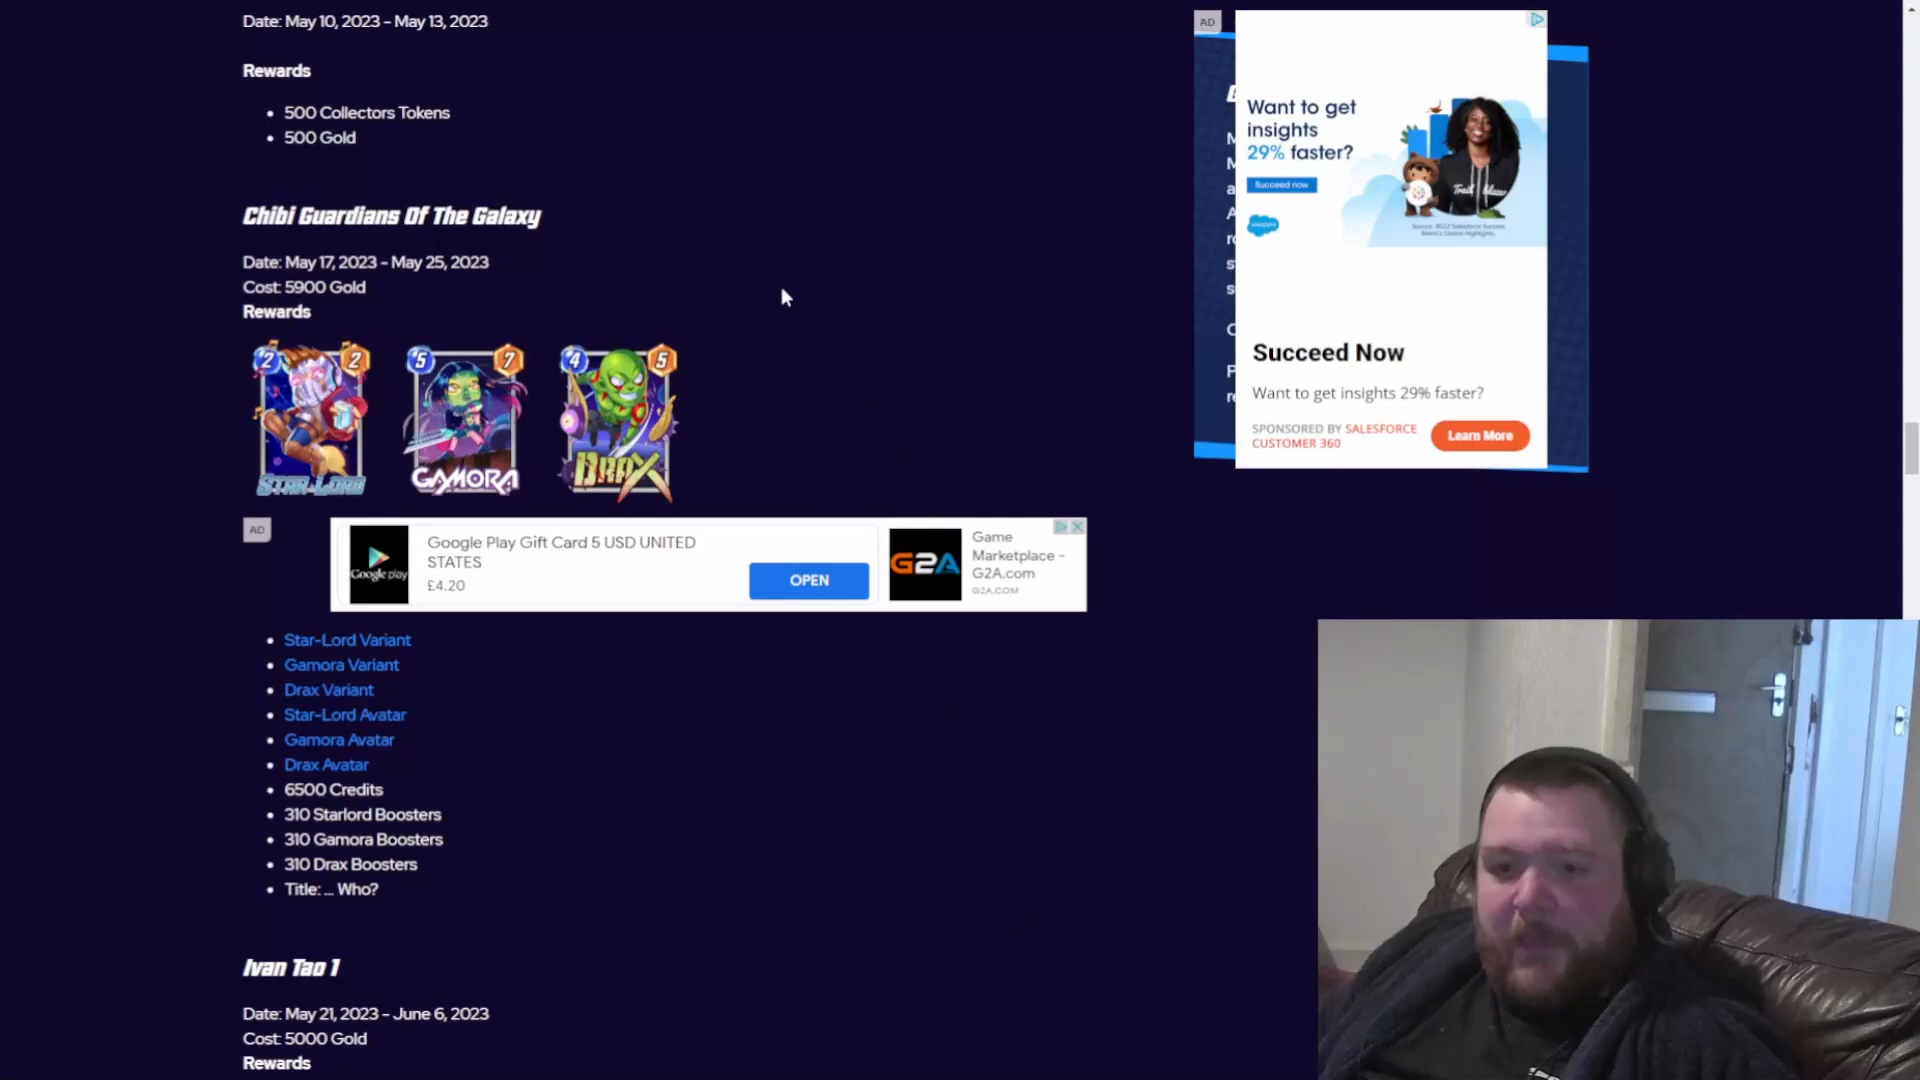 Date: May 10, 2023 - May 13, 2023
Rewards
500 Collectors Tokens
500 Gold
Chibi Guardians Of The Galaxy
Date: May 17, 2023 - May 25, 2023
Cost: 5900 Gold
Rewards
2 2
5 7
4 5
STAR-LORD
GAMORA
DRAX
AD
Google Play Gift Card 5 USD UNITED
STATES
£4.20
Google play
OPEN
G2A
Game
Marketplace -
G2A.com
G2A.COM
Star-Lord Variant
Gamora Variant
Drax Variant
Star-Lord Avatar
Gamora Avatar
Drax Avatar
6500 Credits
310 Starlord Boosters
310 Gamora Boosters
310 Drax Boosters
Title: ... Who?
Ivan Tao 1
Date: May 21, 2023 - June 6, 2023
Cost: 5000 Gold
Rewards
AD
Want to get
insights
29% faster?
Succeed now
salesforce
Succeed Now
Want to get insights 29% faster?
SPONSORED BY SALESFORCE
CUSTOMER 360
Learn More